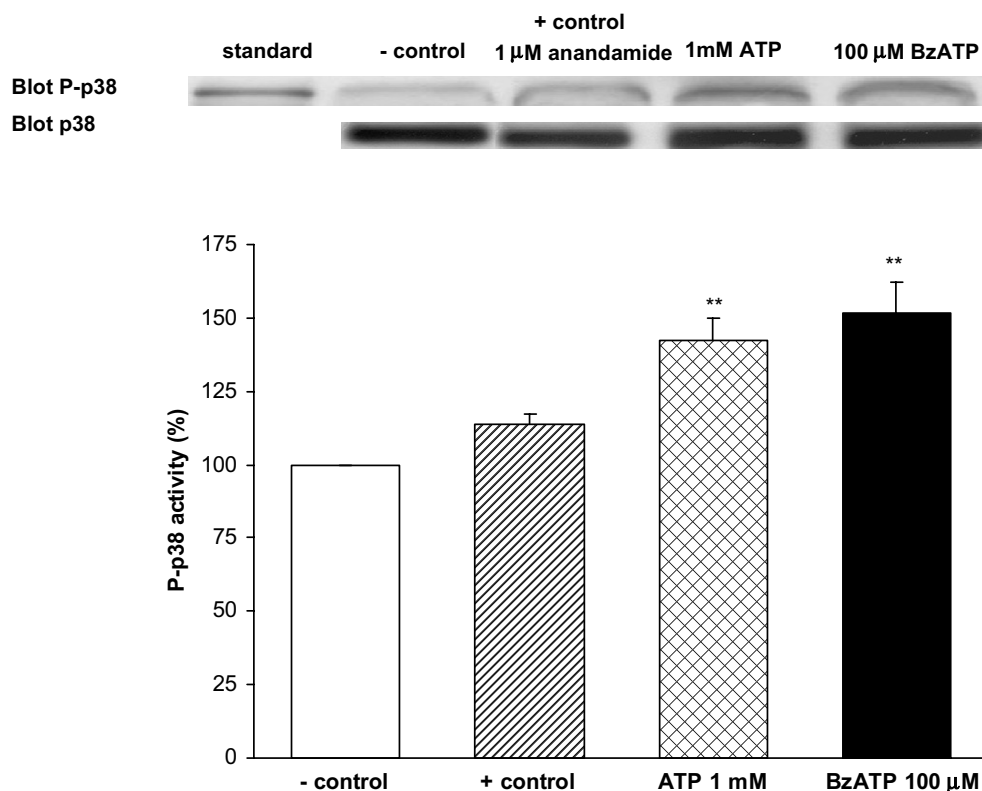 + control
standard - control 1 μM anandamide 1mM ATP 100 μM BzATP
Blot P-p38
Blot p38
175
**
**
150
125
100
75
50
25
0
P-p38 activity (%)
- control + control ATP 1 mM BzATP 100 μM